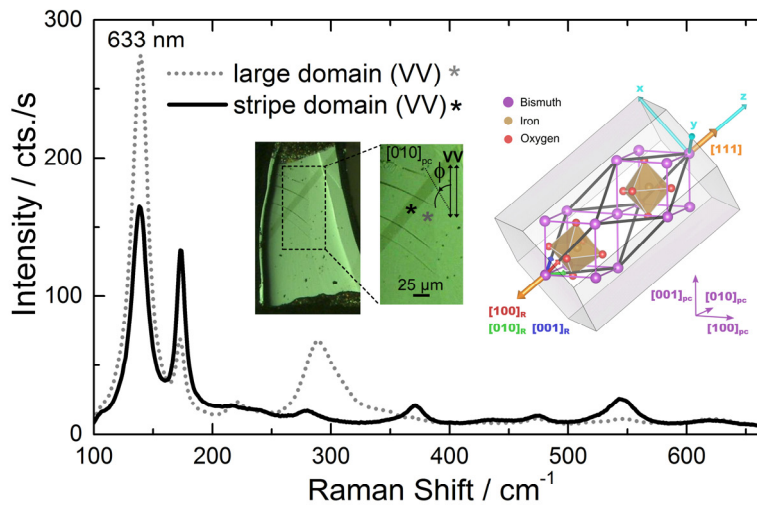 300
200
100
0
Intensity / cts./s
633 nm
large domain (VV) *
stripe domain (VV) *
[010]pc
VV
ϕ
*
*
25 µm
Bismuth
Iron
Oxygen
x
y
z
[111]
[100]R
[010]R [001]R
[001]pc
[010]pc
[100]pc
100 200 300 400 500 600
Raman Shift / cm-1